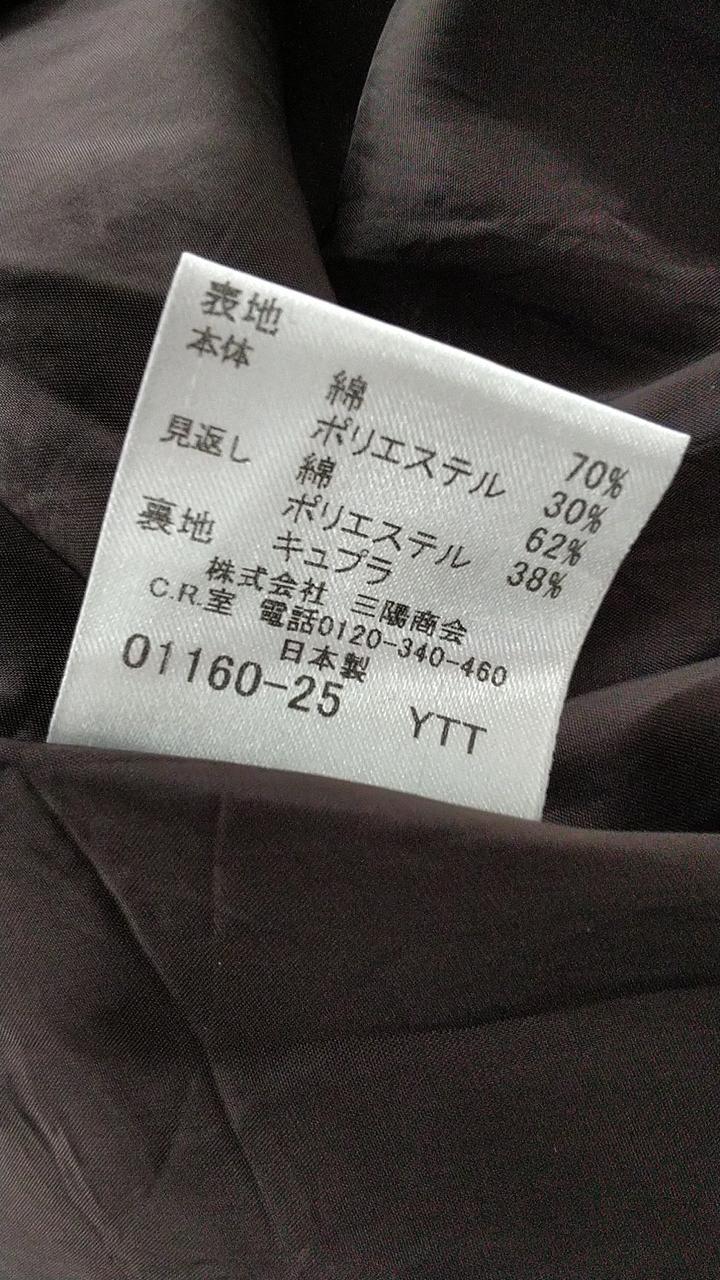 表地
本体 綿 70%
ポリエステル 30%
見返し 綿 62%
ポリエステル 38%
裏地 キュプラ
株式会社 三陽商会
C.R.室 電話0120-340-460
日本製
01160-25 YTT